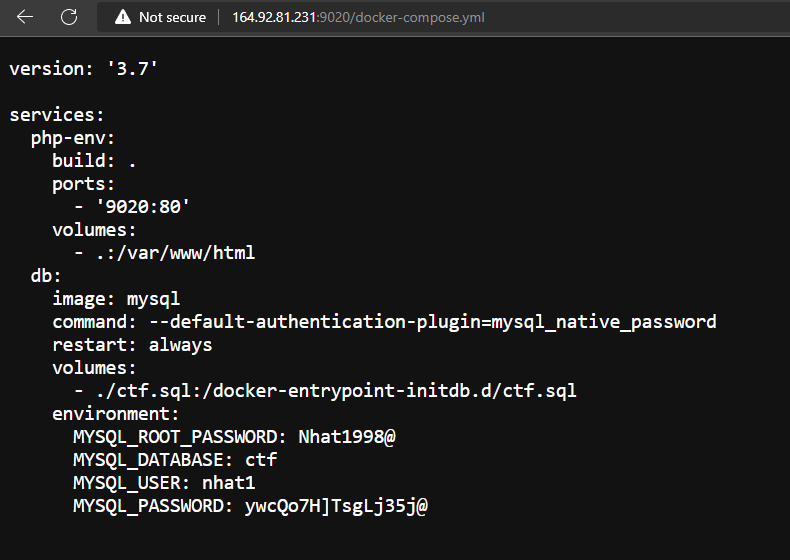 Not secure | 164.92.81.231:9020/docker-compose.yml
version: '3.7'
services:
  php-env:
    build: .
    ports:
      - '9020:80'
    volumes:
      - .:/var/www/html
  db:
    image: mysql
    command: --default-authentication-plugin=mysql_native_password
    restart: always
    volumes:
      - ./ctf.sql:/docker-entrypoint-initdb.d/ctf.sql
    environment:
      MYSQL_ROOT_PASSWORD: Nhat1998@
      MYSQL_DATABASE: ctf
      MYSQL_USER: nhat1
      MYSQL_PASSWORD: ywcQo7H]TsgLj35j@